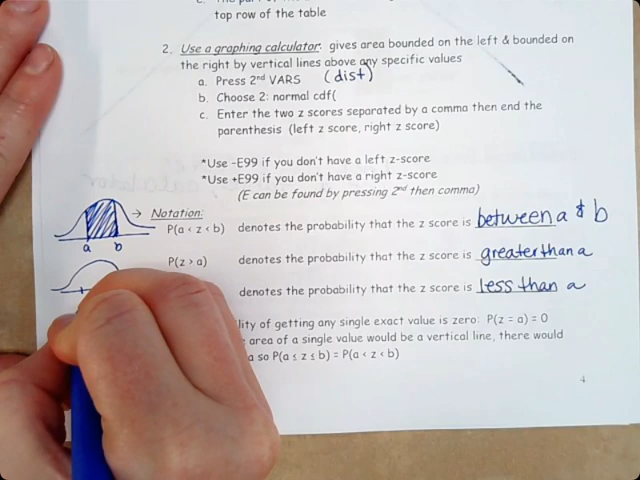 top row of the table
2. Use a graphing calculator: gives area bounded on the left & bounded on
the right by vertical lines above any specific values
a. Press 2nd VARS (dist)
b. Choose 2: normal cdf(
c. Enter the two z scores separated by a comma then end the
parenthesis (left z score, right z score)
*Use -E99 if you don't have a left z-score
*Use +E99 if you don't have a right z-score
(E can be found by pressing 2nd then comma)
→ Notation:
P(a < z < b) denotes the probability that the z score is between a & b
a b
P(z > a) denotes the probability that the z score is greater than a
denotes the probability that the z score is less than a
lity of getting any single exact value is zero: P(z = a) = 0
area of a single value would be a vertical line, there would
a so P(a ≤ z ≤ b) = P(a < z < b)
4